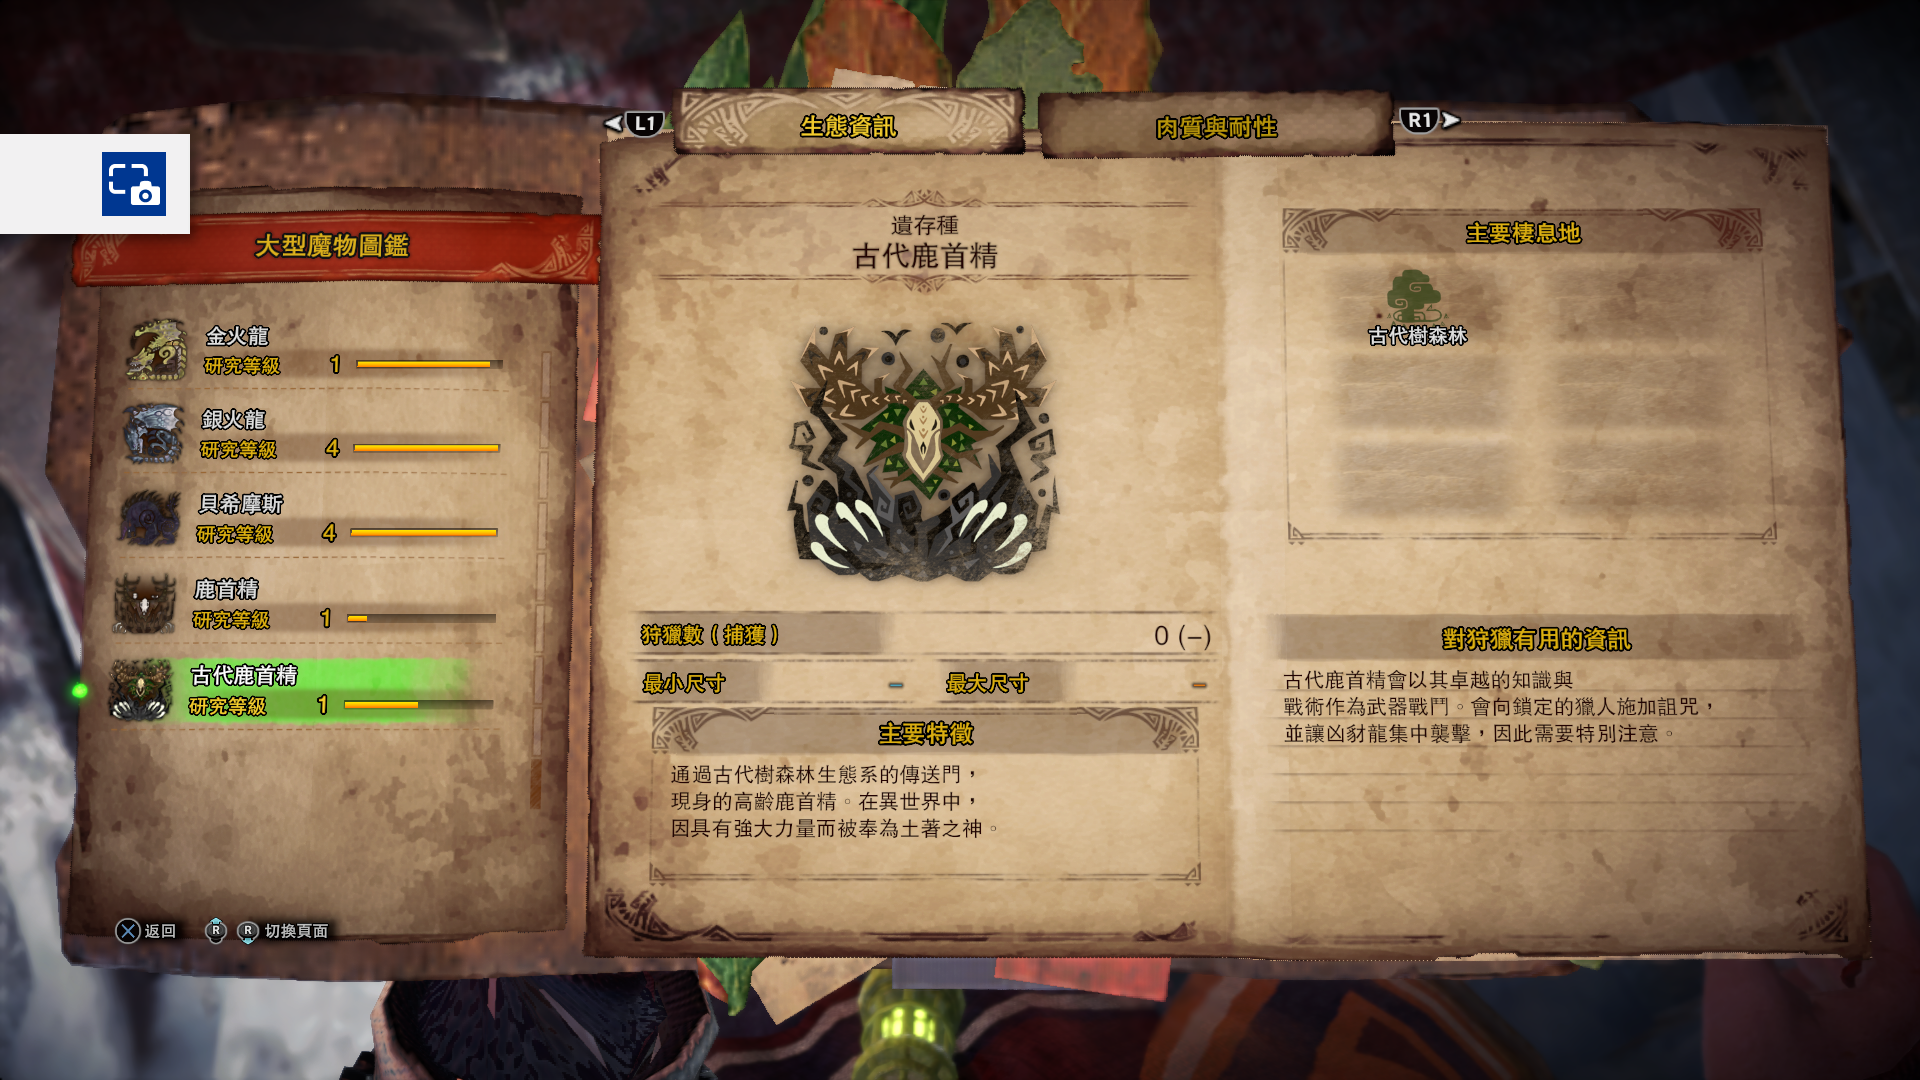 L1
生態資訊
肉質與耐性
R1
大型魔物圖鑑
金火龍
研究等級 1
銀火龍
研究等級 4
貝希摩斯
研究等級 4
鹿首精
研究等級 1
古代鹿首精
研究等級 1
返回 R R 切換頁面
遺存種
古代鹿首精
狩獵數(捕獲) 0 (–)
最小尺寸 – 最大尺寸 –
主要特徵
通過古代樹森林生態系的傳送門，
現身的高齡鹿首精。在異世界中，
因具有強大力量而被奉為土著之神。
主要棲息地
古代樹森林
對狩獵有用的資訊
古代鹿首精會以其卓越的知識與
戰術作為武器戰鬥。會向鎖定的獵人施加詛咒，
並讓凶豺龍集中襲擊，因此需要特別注意。